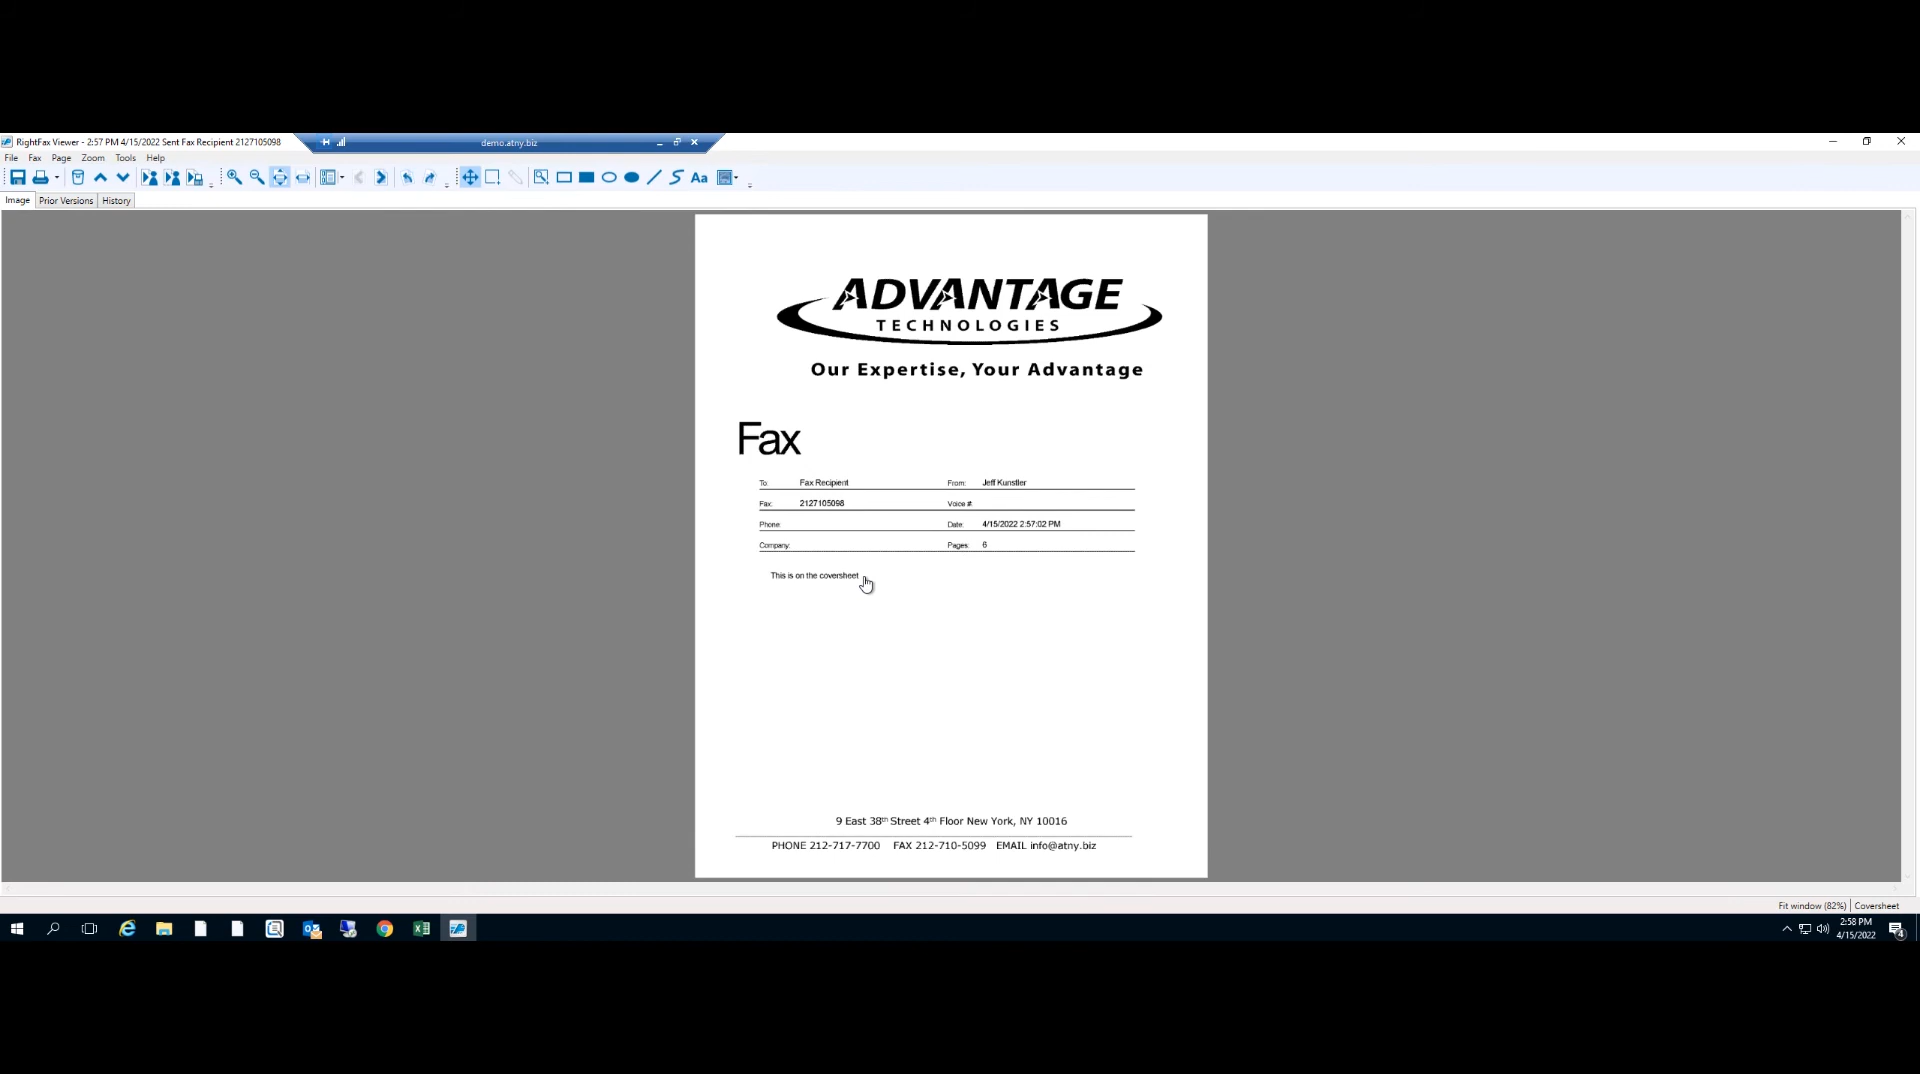 RightFax Viewer - 2:57 PM 4/15/2022 Sent Fax Recipient 2127105098
demo.atny.biz
File Fax Page Zoom Tools Help
Aa
Image Prior Versions History
ADVANTAGE
TECHNOLOGIES
Our Expertise, Your Advantage
Fax
To: Fax Recipient From: Jeff Kunstler
Fax: 2127105098 Voice #:
Phone: Date: 4/15/2022 2:57:02 PM
Company: Pages: 6
This is on the coversheet
9 East 38th Street 4th Floor New York, NY 10016
PHONE 212-717-7700 FAX 212-710-5099 EMAIL info@atny.biz
Fit window (82%) Coversheet
2:58 PM
4/15/2022
4